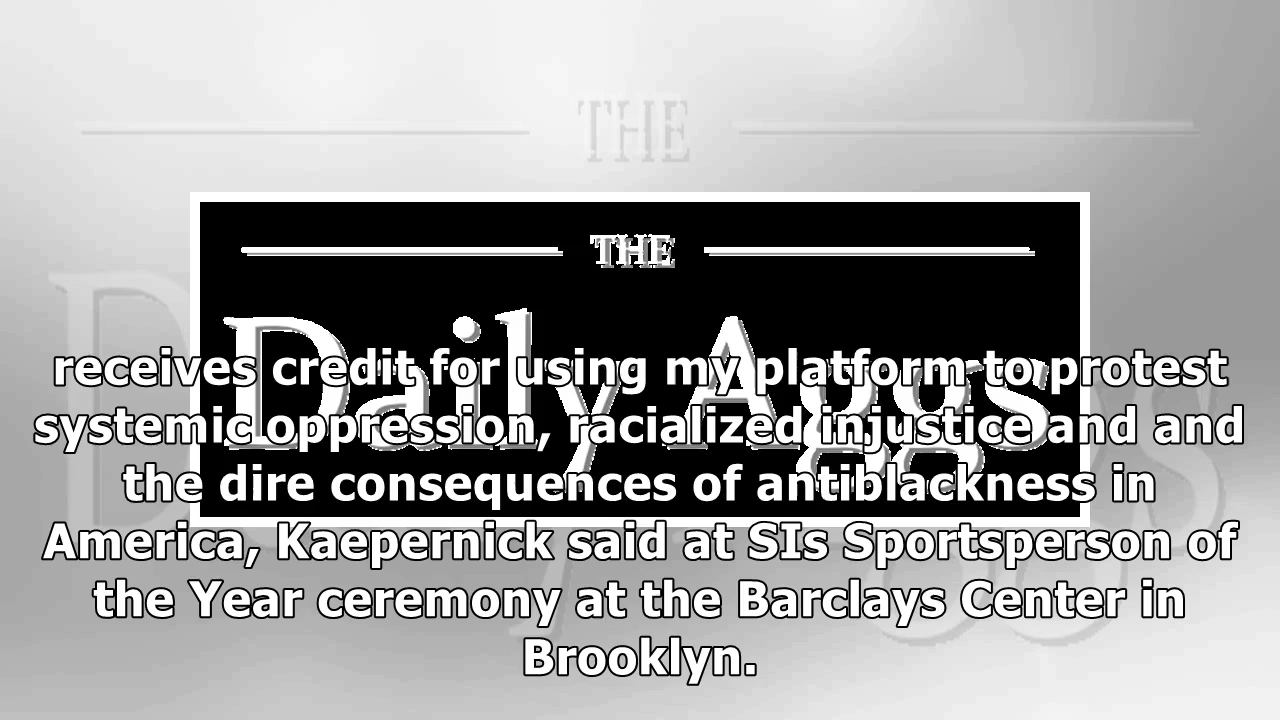 THE
THE
Daily Aggs
receives credit for using my platform to protest
systemic oppression, racialized injustice and and
the dire consequences of antiblackness in
America, Kaepernick said at SIs Sportsperson of
the Year ceremony at the Barclays Center in
Brooklyn.